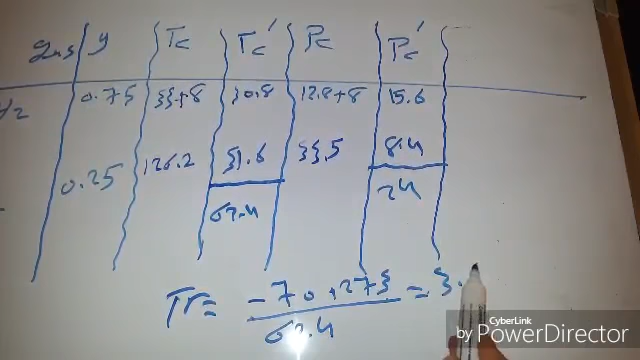 gas y Tc Tc' Pc Pc'
H2 0.75 33+8 30.8 12.8+8 15.6
0.25 126.2 31.6 33.5 8.4
62.4 24
Tr = -70+273 / 62.4 = 3.
CyberLink
by PowerDirector